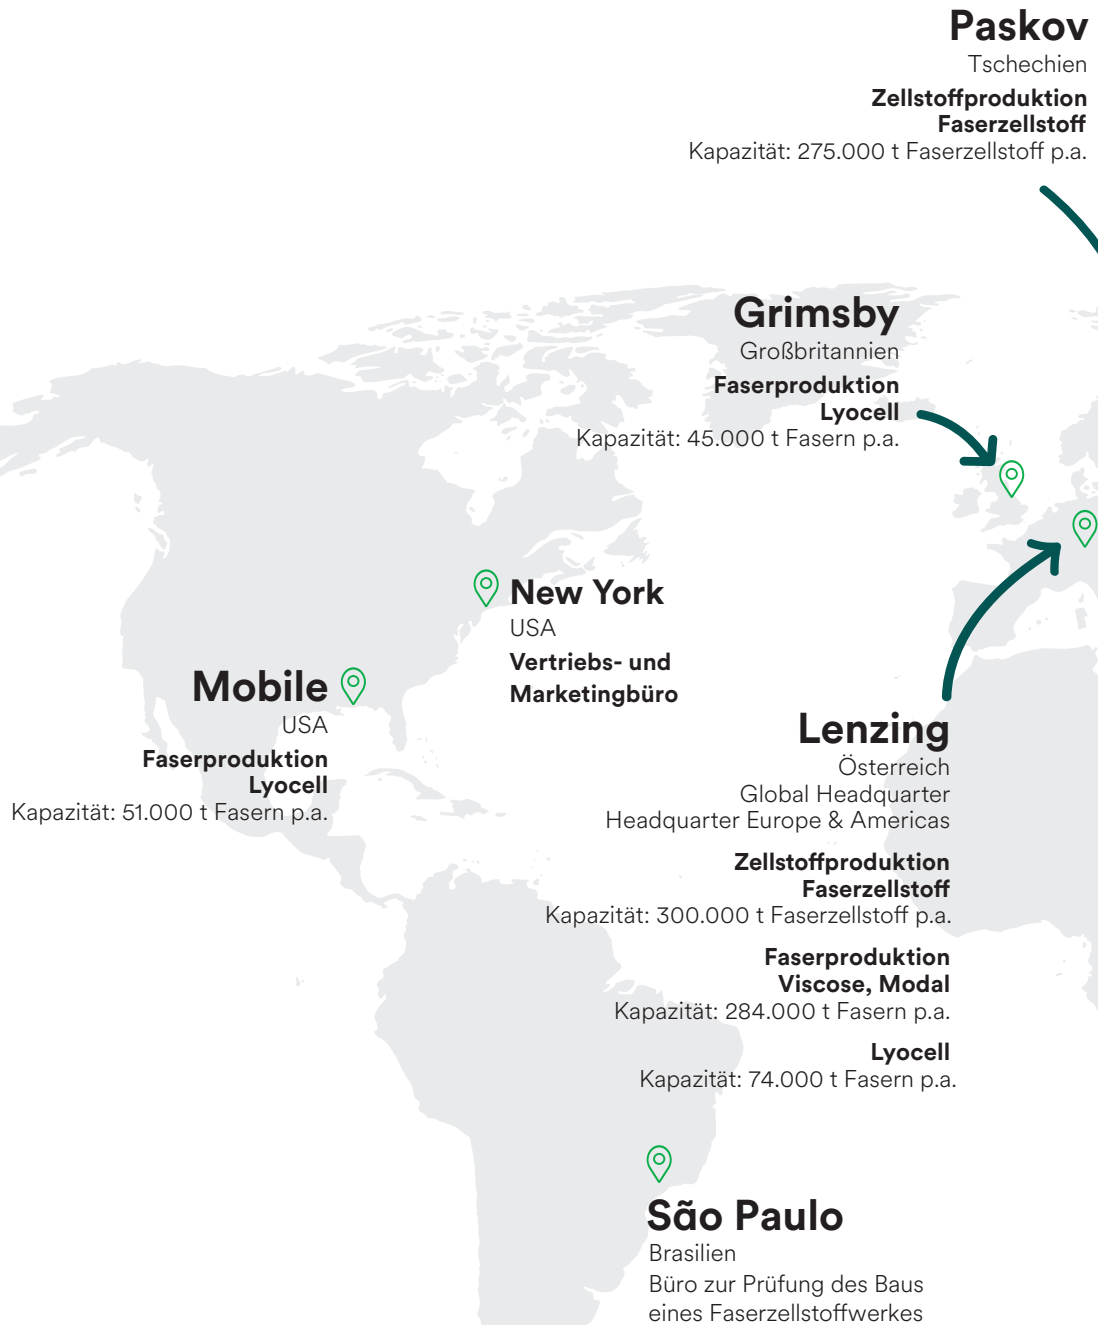 Paskov
Tschechien
Zellstoffproduktion
Faserzellstoff
Kapazität: 275.000 t Faserzellstoff p.a.
Grimsby
Großbritannien
Faserproduktion
Lyocell
Kapazität: 45.000 t Fasern p.a.
New York
USA
Vertriebs- und
Marketingbüro
Mobile
USA
Faserproduktion
Lyocell
Kapazität: 51.000 t Fasern p.a.
Lenzing
Österreich
Global Headquarter
Headquarter Europe & Americas
Zellstoffproduktion
Faserzellstoff
Kapazität: 300.000 t Faserzellstoff p.a.
Faserproduktion
Viscose, Modal
Kapazität: 284.000 t Fasern p.a.
Lyocell
Kapazität: 74.000 t Fasern p.a.
São Paulo
Brasilien
Büro zur Prüfung des Baus
eines Faserzellstoffwerkes